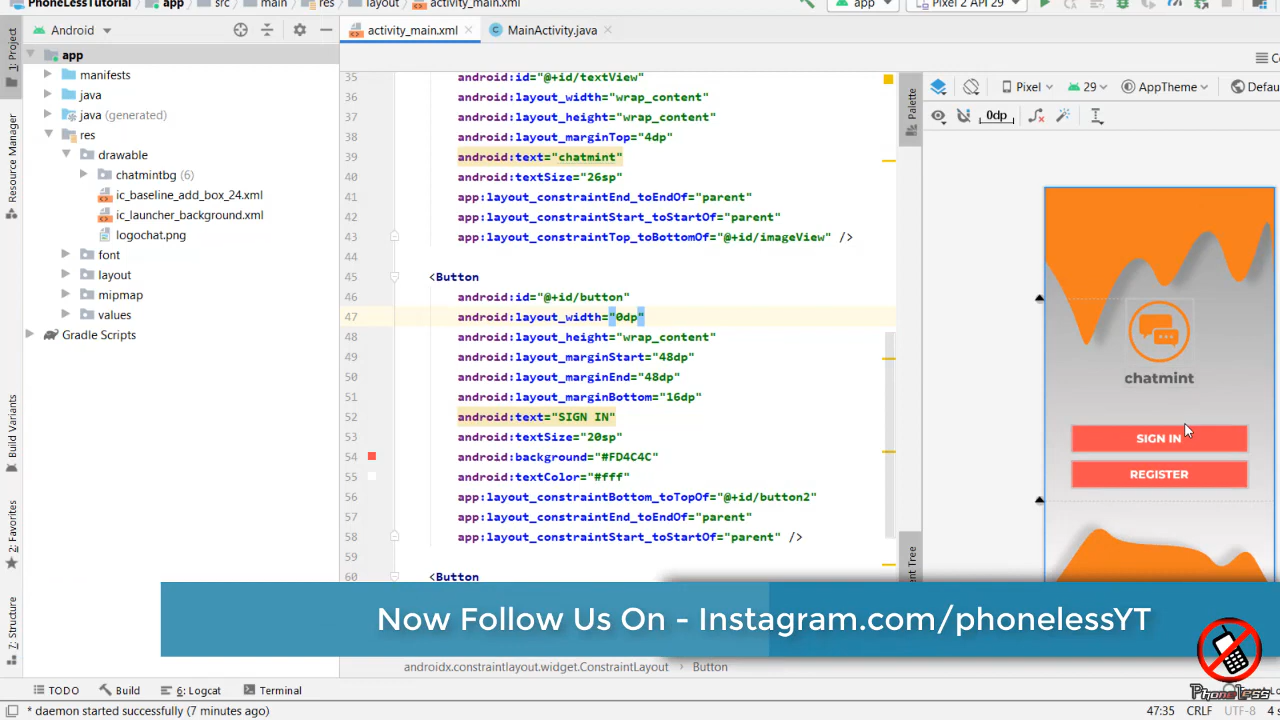 PhoneLessTutorial app src main res layout activity_main.xml
app Pixel 2 API 29
Android
activity_main.xml MainActivity.java
1: Project
Resource Manager
Build Variants
2: Favorites
7: Structure
app
manifests
java
java (generated)
res
drawable
chatmintbg (6)
ic_baseline_add_box_24.xml
ic_launcher_background.xml
logochat.png
font
layout
mipmap
values
Gradle Scripts
35 android:id="@+id/textView"
36 android:layout_width="wrap_content"
37 android:layout_height="wrap_content"
38 android:layout_marginTop="4dp"
39 android:text="chatmint"
40 android:textSize="26sp"
41 app:layout_constraintEnd_toEndOf="parent"
42 app:layout_constraintStart_toStartOf="parent"
43 app:layout_constraintTop_toBottomOf="@+id/imageView" />
44
45 <Button
46 android:id="@+id/button"
47 android:layout_width="0dp"
48 android:layout_height="wrap_content"
49 android:layout_marginStart="48dp"
50 android:layout_marginEnd="48dp"
51 android:layout_marginBottom="16dp"
52 android:text="SIGN IN"
53 android:textSize="20sp"
54 android:background="#FD4C4C"
55 android:textColor="#fff"
56 app:layout_constraintBottom_toTopOf="@+id/button2"
57 app:layout_constraintEnd_toEndOf="parent"
58 app:layout_constraintStart_toStartOf="parent" />
59
60 <Button
Palette
Pixel 29 AppTheme Defau
0dp
chatmint
SIGN IN
REGISTER
Now Follow Us On - Instagram.com/phonelessYT
PhoneLess
androidx.constraintlayout.widget.ConstraintLayout Button
TODO Build 6: Logcat Terminal
* daemon started successfully (7 minutes ago) 47:35 CRLF UTF-8 4 s